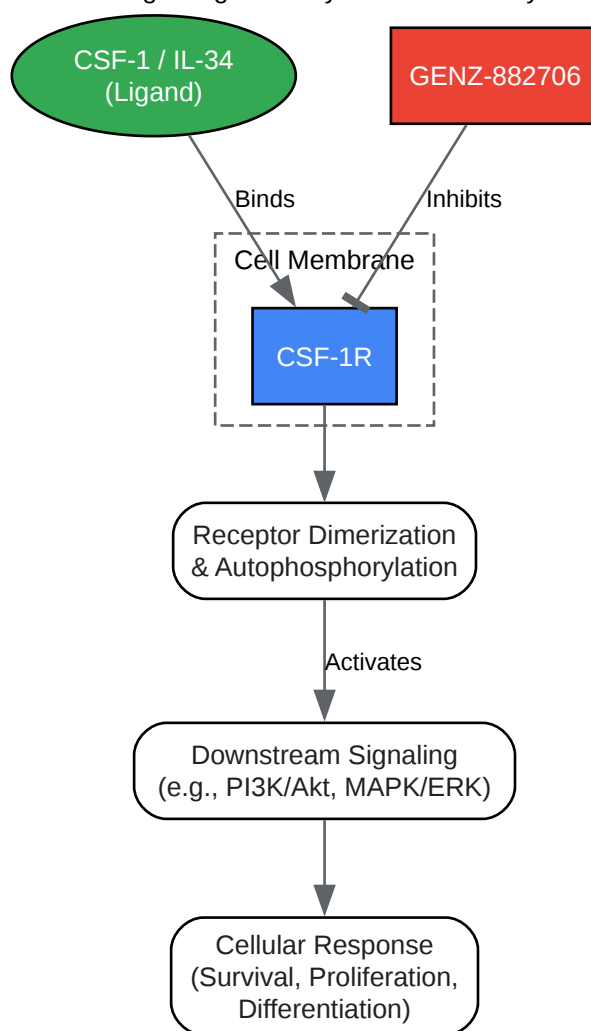 CSF-1 / IL-34
(Ligand)
GENZ-882706
Binds
Inhibits
Cell Membrane
CSF-1R
Receptor Dimerization
& Autophosphorylation
Activates
Downstream Signaling
(e.g., PI3K/Akt, MAPK/ERK)
Cellular Response
(Survival, Proliferation,
Differentiation)